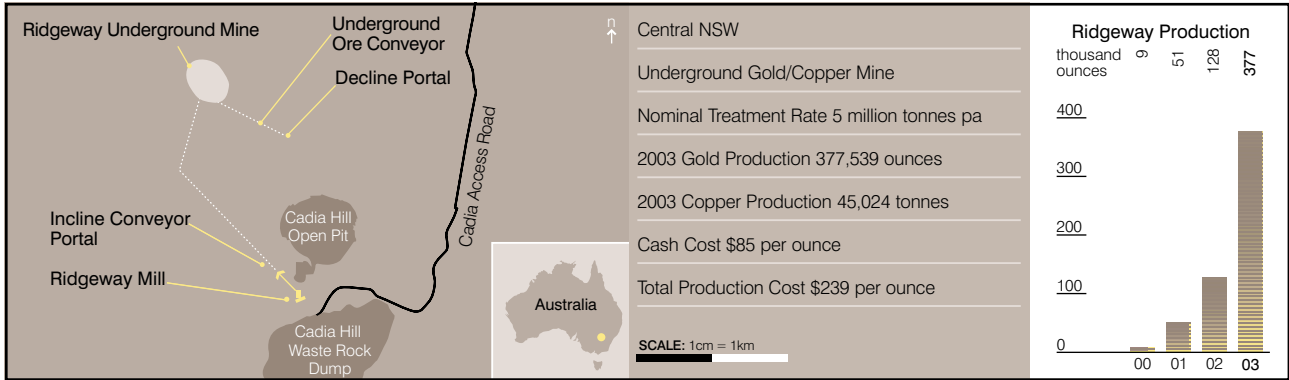 Ridgeway Underground Mine
Underground
Ore Conveyor
Decline Portal
n
Cadia Access Road
Cadia Hill
Open Pit
Incline Conveyor
Portal
Ridgeway Mill
Cadia Hill
Waste Rock
Dump
Australia
Central NSW
Underground Gold/Copper Mine
Nominal Treatment Rate 5 million tonnes pa
2003 Gold Production 377,539 ounces
2003 Copper Production 45,024 tonnes
Cash Cost $85 per ounce
Total Production Cost $239 per ounce
SCALE: 1cm = 1km
Ridgeway Production
thousand
ounces
9 51 128 377
400
300
200
100
0
00 01 02 03